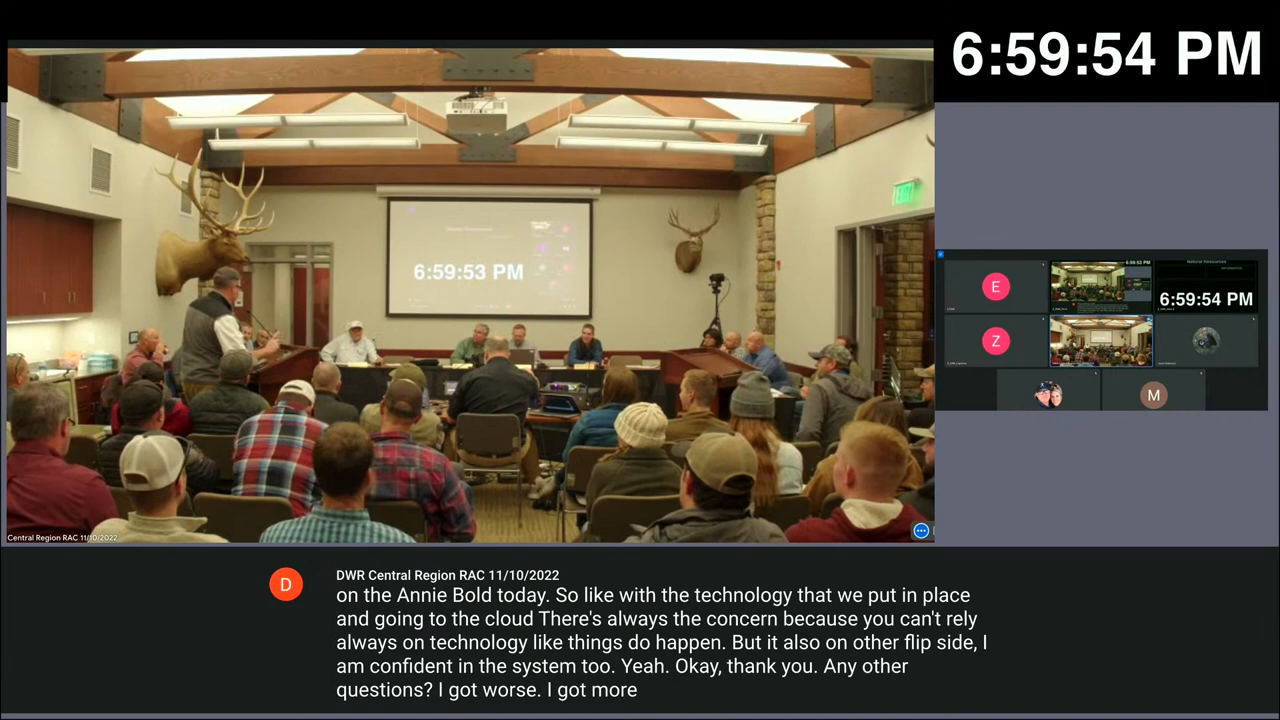 6:59:54 PM
EXIT
6:59:53 PM
E
Natural Resources
6:59:54 PM
Z
M
Central Region RAC 11/10/2022
D
DWR Central Region RAC 11/10/2022
on the Annie Bold today. So like with the technology that we put in place
and going to the cloud There's always the concern because you can't rely
always on technology like things do happen. But it also on other flip side, I
am confident in the system too. Yeah. Okay, thank you. Any other
questions? I got worse. I got more